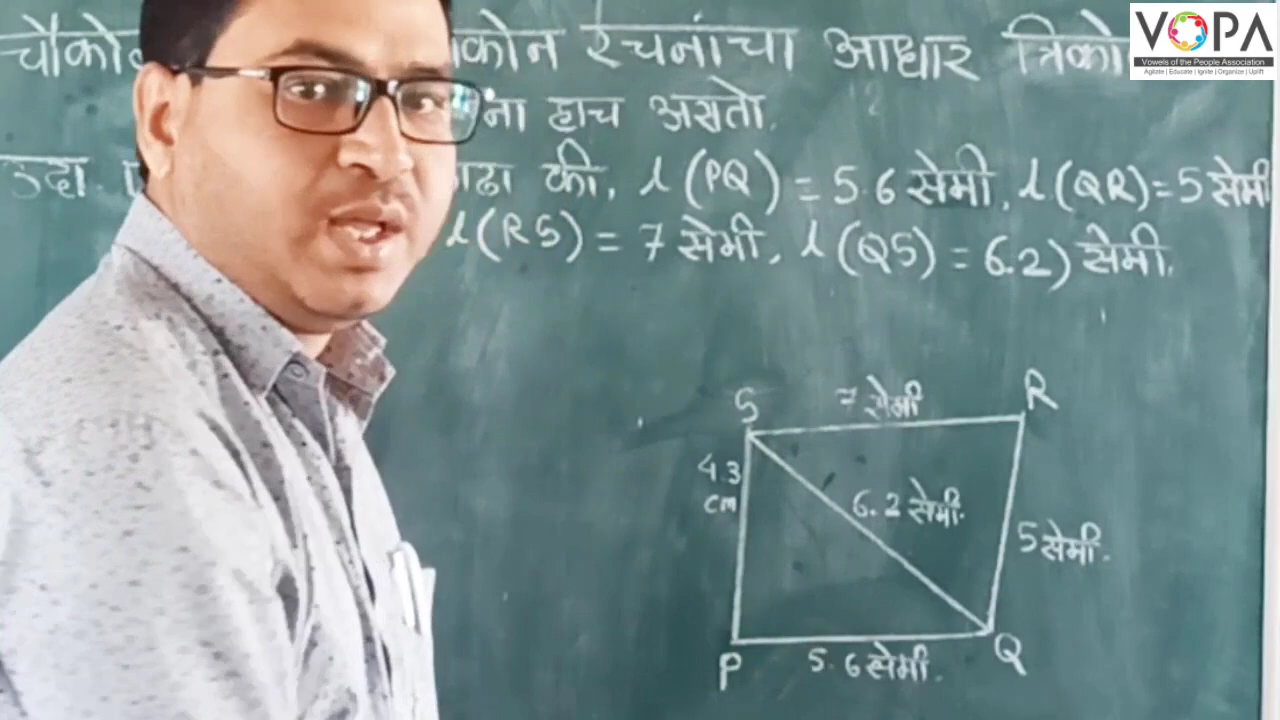 रचनांचा आधार
हाच असतो.
उदा की, l(PQ) = 5.6 सेमी, l(QR)=5 सेमी
l(RS) = 7 सेमी, l(QS) = 6.2) सेमी.
S 7 सेमी R
4.3 cm
6.2 सेमी.
5 सेमी.
P 5.6 सेमी. Q
VOPA
Vowels of the People Association
Agitate | Educate | Ignite | Organize | Uplift